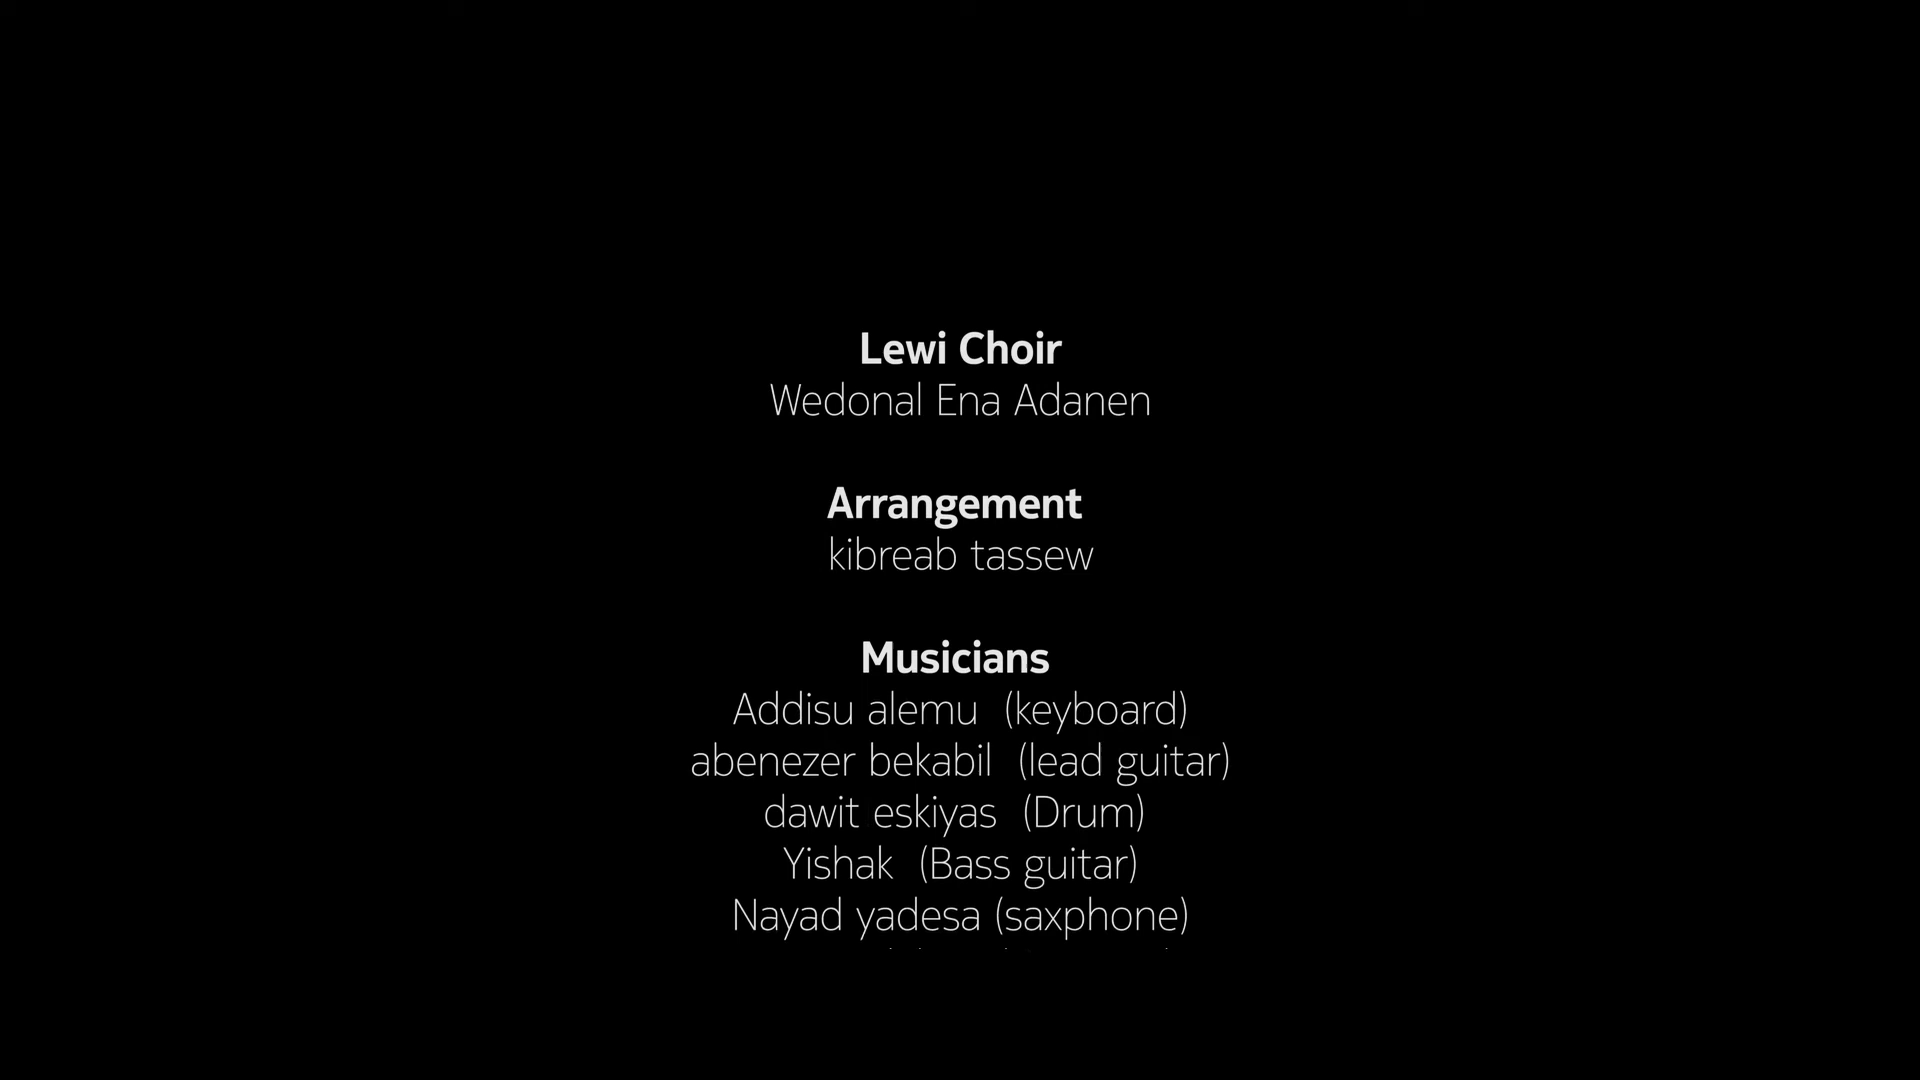 Lewi Choir
Wedonal Ena Adanen
Arrangement
kibreab tassew
Musicians
Addisu alemu (keyboard)
abenezer bekabil (lead guitar)
dawit eskiyas (Drum)
Yishak (Bass guitar)
Nayad yadesa (saxphone)